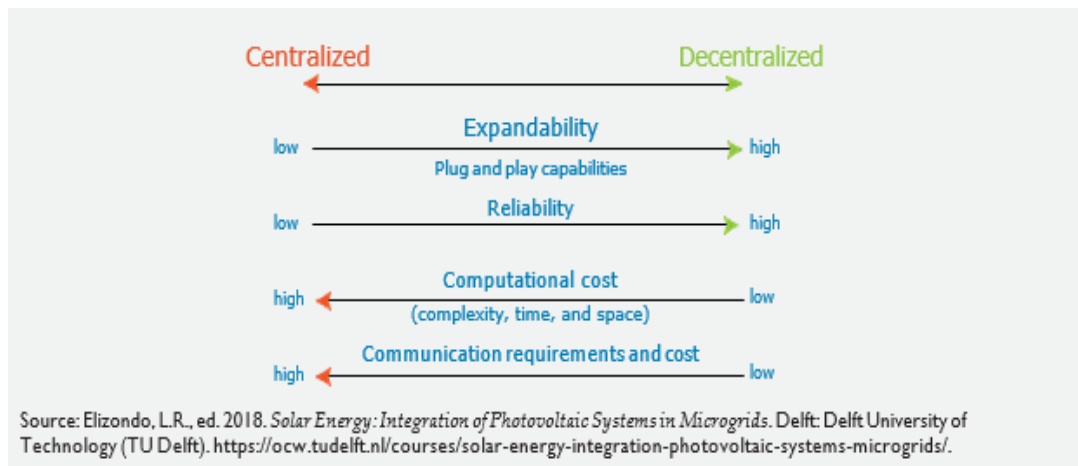 Centralized Decentralized
Expandability
low high
Plug and play capabilities
Reliability
low high
Computational cost
high low
(complexity, time, and space)
Communication requirements and cost
high low
Source: Elizondo, L.R., ed. 2018. Solar Energy: Integration of Photovoltaic Systems in Microgrids. Delft: Delft University of
Technology (TU Delft). https://ocw.tudelft.nl/courses/solar-energy-integration-photovoltaic-systems-microgrids/.